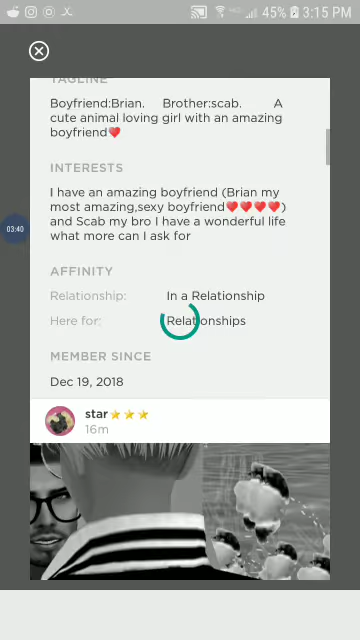 45% 3:15 PM
TAGLINE
Boyfriend:Brian. Brother:scab. A
cute animal loving girl with an amazing
boyfriend❤️
INTERESTS
I have an amazing boyfriend (Brian my
most amazing,sexy boyfriend❤️❤️❤️❤️)
and Scab my bro I have a wonderful life
what more can I ask for
03:40
AFFINITY
Relationship: In a Relationship
Here for: Relationships
MEMBER SINCE
Dec 19, 2018
star⭐⭐⭐
16m